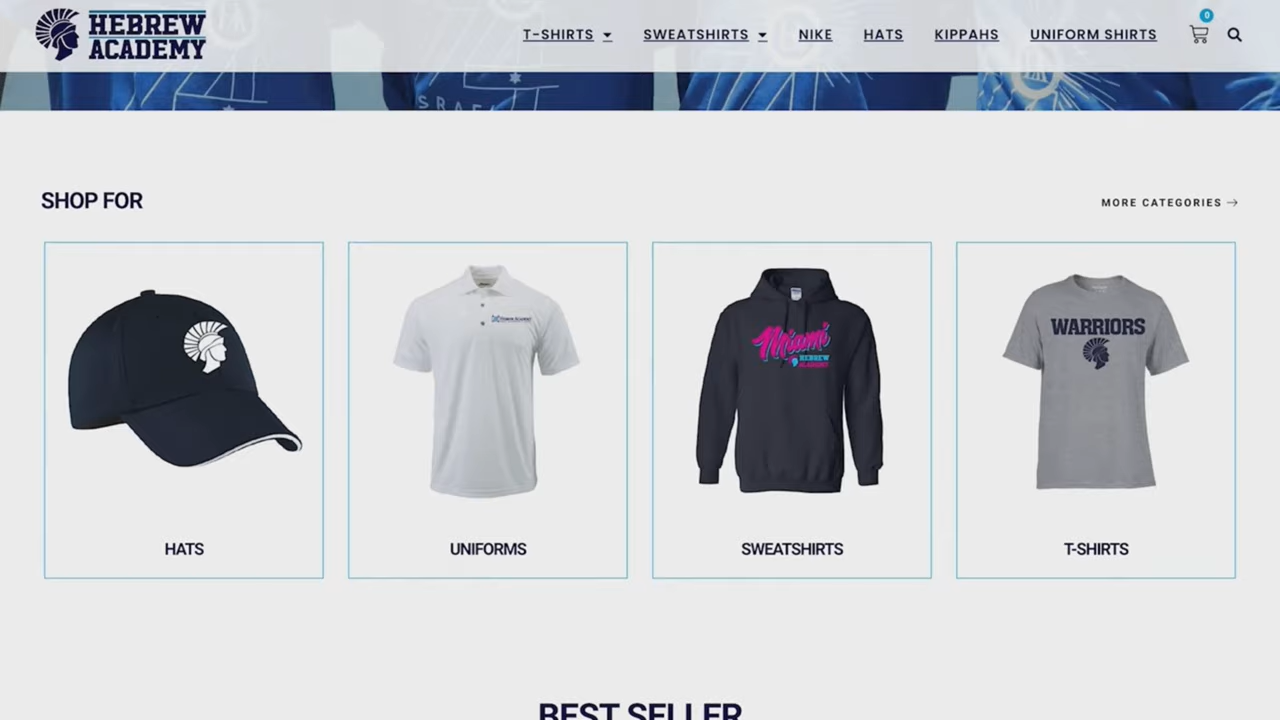 HEBREW
ACADEMY
T-SHIRTS
SWEATSHIRTS
NIKE
HATS
KIPPAHS
UNIFORM SHIRTS
0
SHOP FOR
MORE CATEGORIES →
Miami
HEBREW
ACADEMY
WARRIORS
HATS
UNIFORMS
SWEATSHIRTS
T-SHIRTS
BEST SELLER